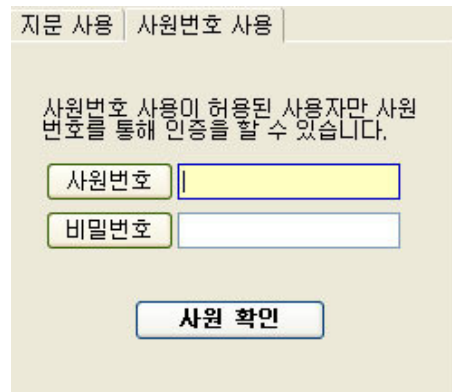 지문 사용 사원번호 사용
사원번호 사용이 허용된 사용자만 사원
번호를 통해 인증을 할 수 있습니다.
사원번호
비밀번호
사원 확인